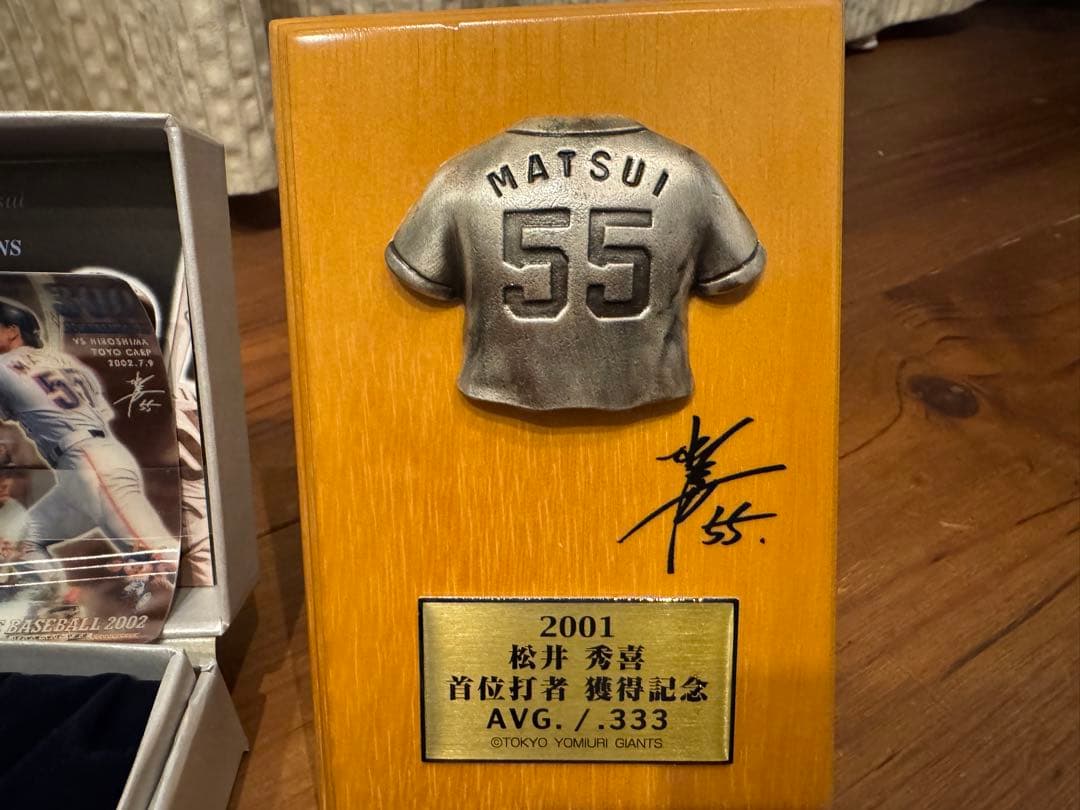 MATSUI
55
55.
2001
松井 秀喜
首位打者 獲得記念
AVG./.333
©TOKYO YOMIURI GIANTS
VS HIROSHIMA
TOYO CARP
2002.7.9
55
BASEBALL 2002